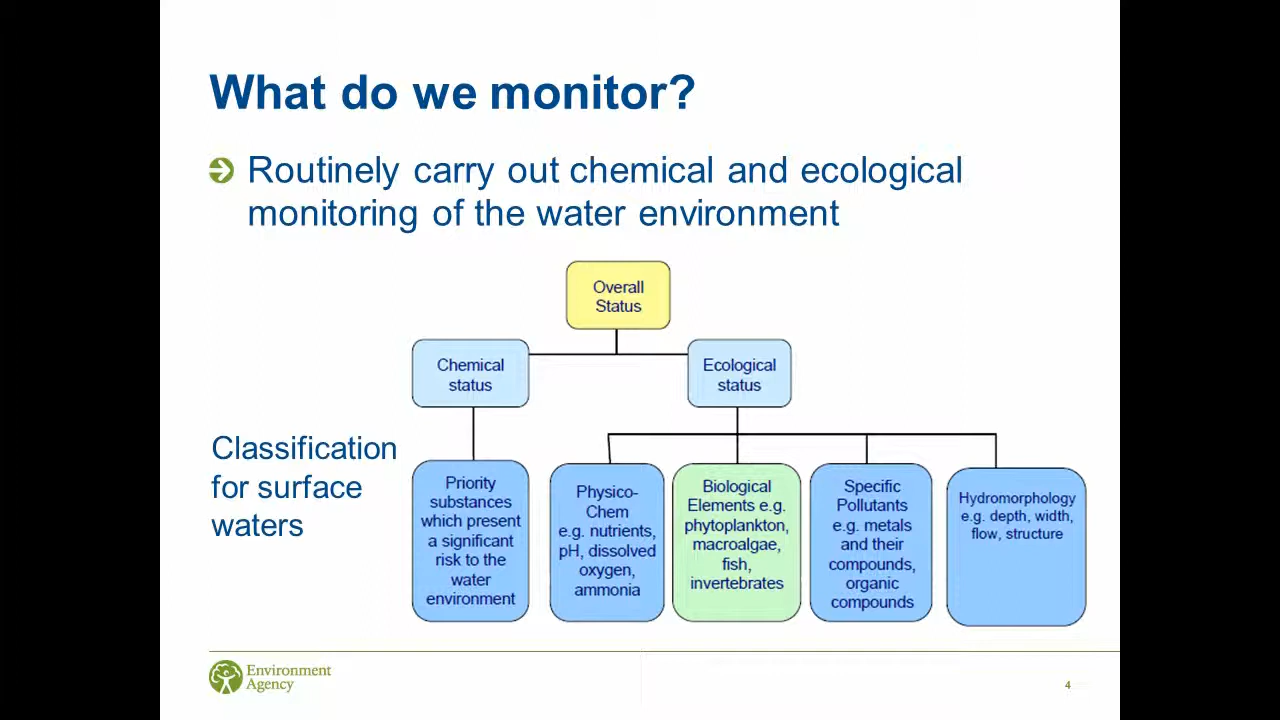 What do we monitor?
Routinely carry out chemical and ecological
monitoring of the water environment
Overall
Status
Chemical
status
Ecological
status
Classification
for surface
waters
Priority
substances
which present
a significant
risk to the
water
environment
Physico-
Chem
e.g. nutrients,
pH, dissolved
oxygen,
ammonia
Biological
Elements e.g.
phytoplankton,
macroalgae,
fish,
invertebrates
Specific
Pollutants
e.g. metals
and their
compounds,
organic
compounds
Hydromorphology
e.g. depth, width,
flow, structure
Environment
Agency
4